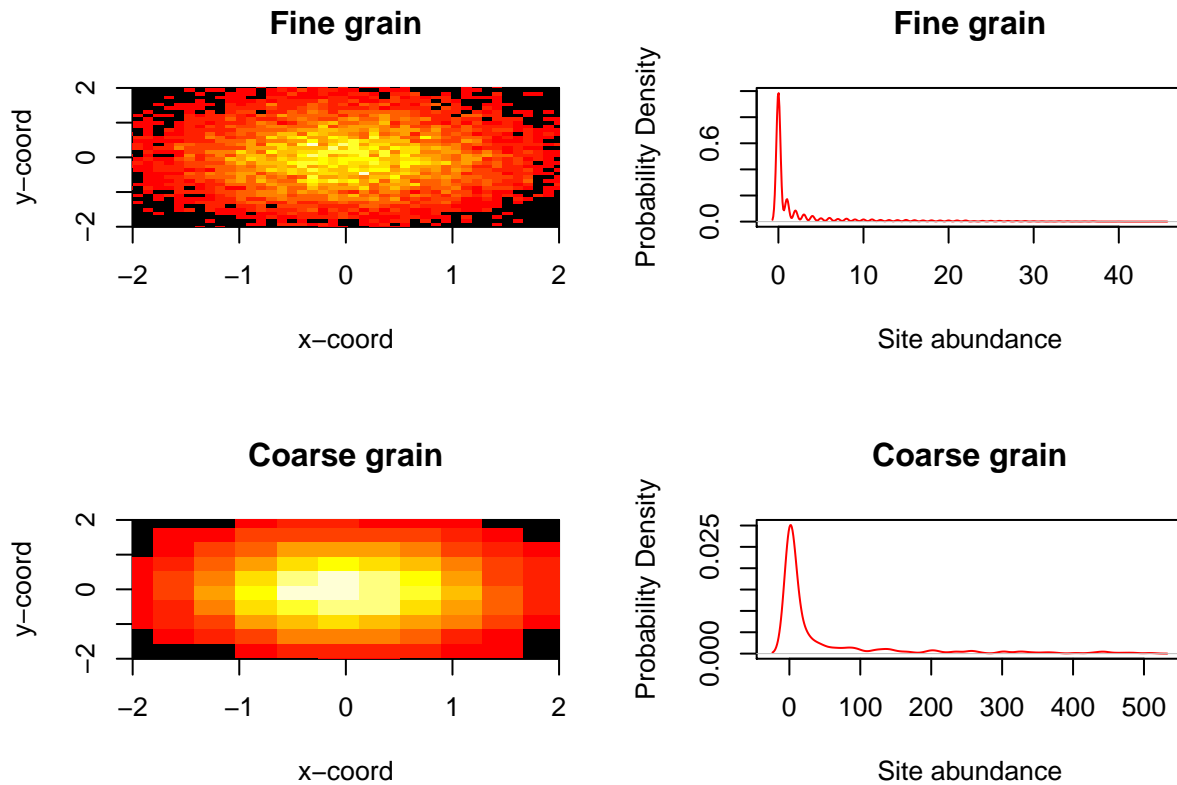 Fine grain
y−coord
2
0
−2
−2 −1 0 1 2
x−coord
Fine grain
Probability Density
0.6
0.0
0 10 20 30 40
Site abundance
Coarse grain
y−coord
2
0
−2
−2 −1 0 1 2
x−coord
Coarse grain
Probability Density
0.025
0.000
0 100 200 300 400 500
Site abundance